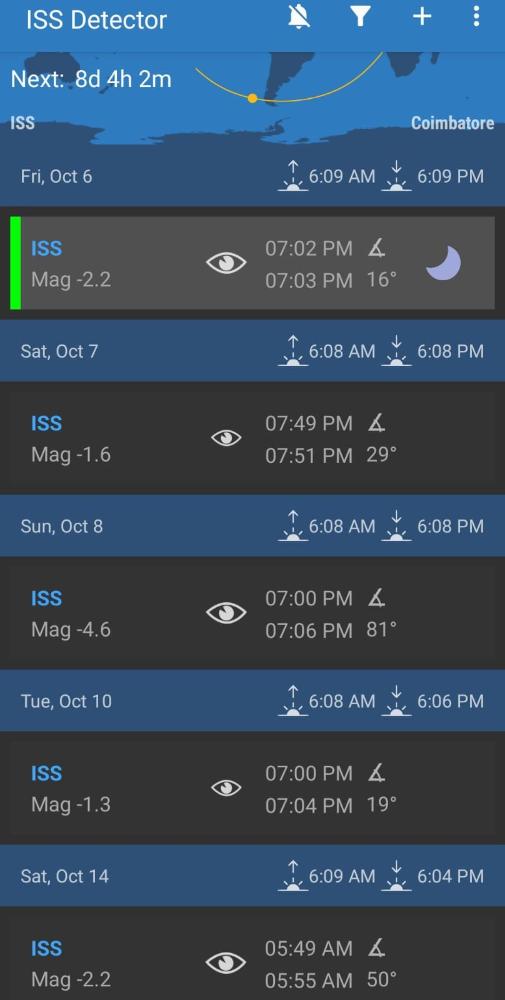 ISS Detector
Next: 8d 4h 2m
ISS Coimbatore
Fri, Oct 6 6:09 AM 6:09 PM
ISS 07:02 PM
Mag -2.2 07:03 PM 16°
Sat, Oct 7 6:08 AM 6:08 PM
ISS 07:49 PM
Mag -1.6 07:51 PM 29°
Sun, Oct 8 6:08 AM 6:08 PM
ISS 07:00 PM
Mag -4.6 07:06 PM 81°
Tue, Oct 10 6:08 AM 6:06 PM
ISS 07:00 PM
Mag -1.3 07:04 PM 19°
Sat, Oct 14 6:09 AM 6:04 PM
ISS 05:49 AM
Mag -2.2 05:55 AM 50°